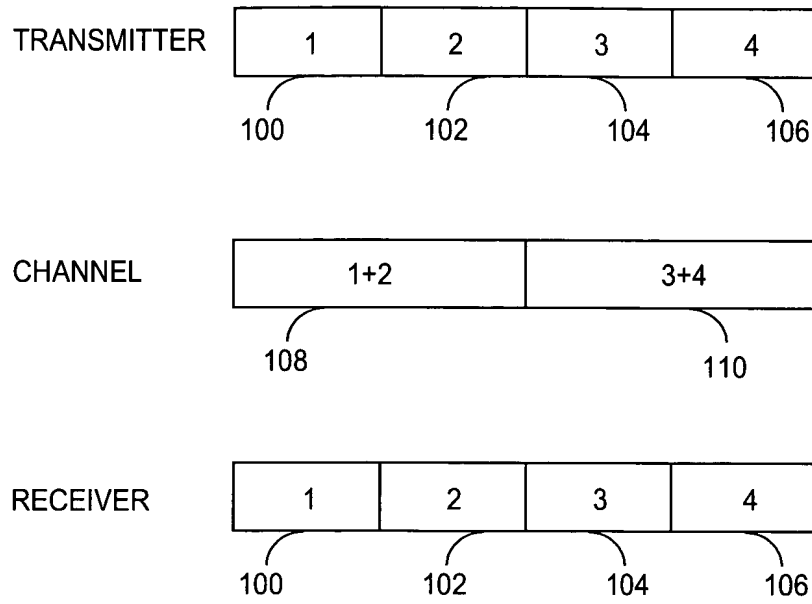 TRANSMITTER 1 2 3 4
100 102 104 106
CHANNEL 1+2 3+4
108 110
RECEIVER 1 2 3 4
100 102 104 106